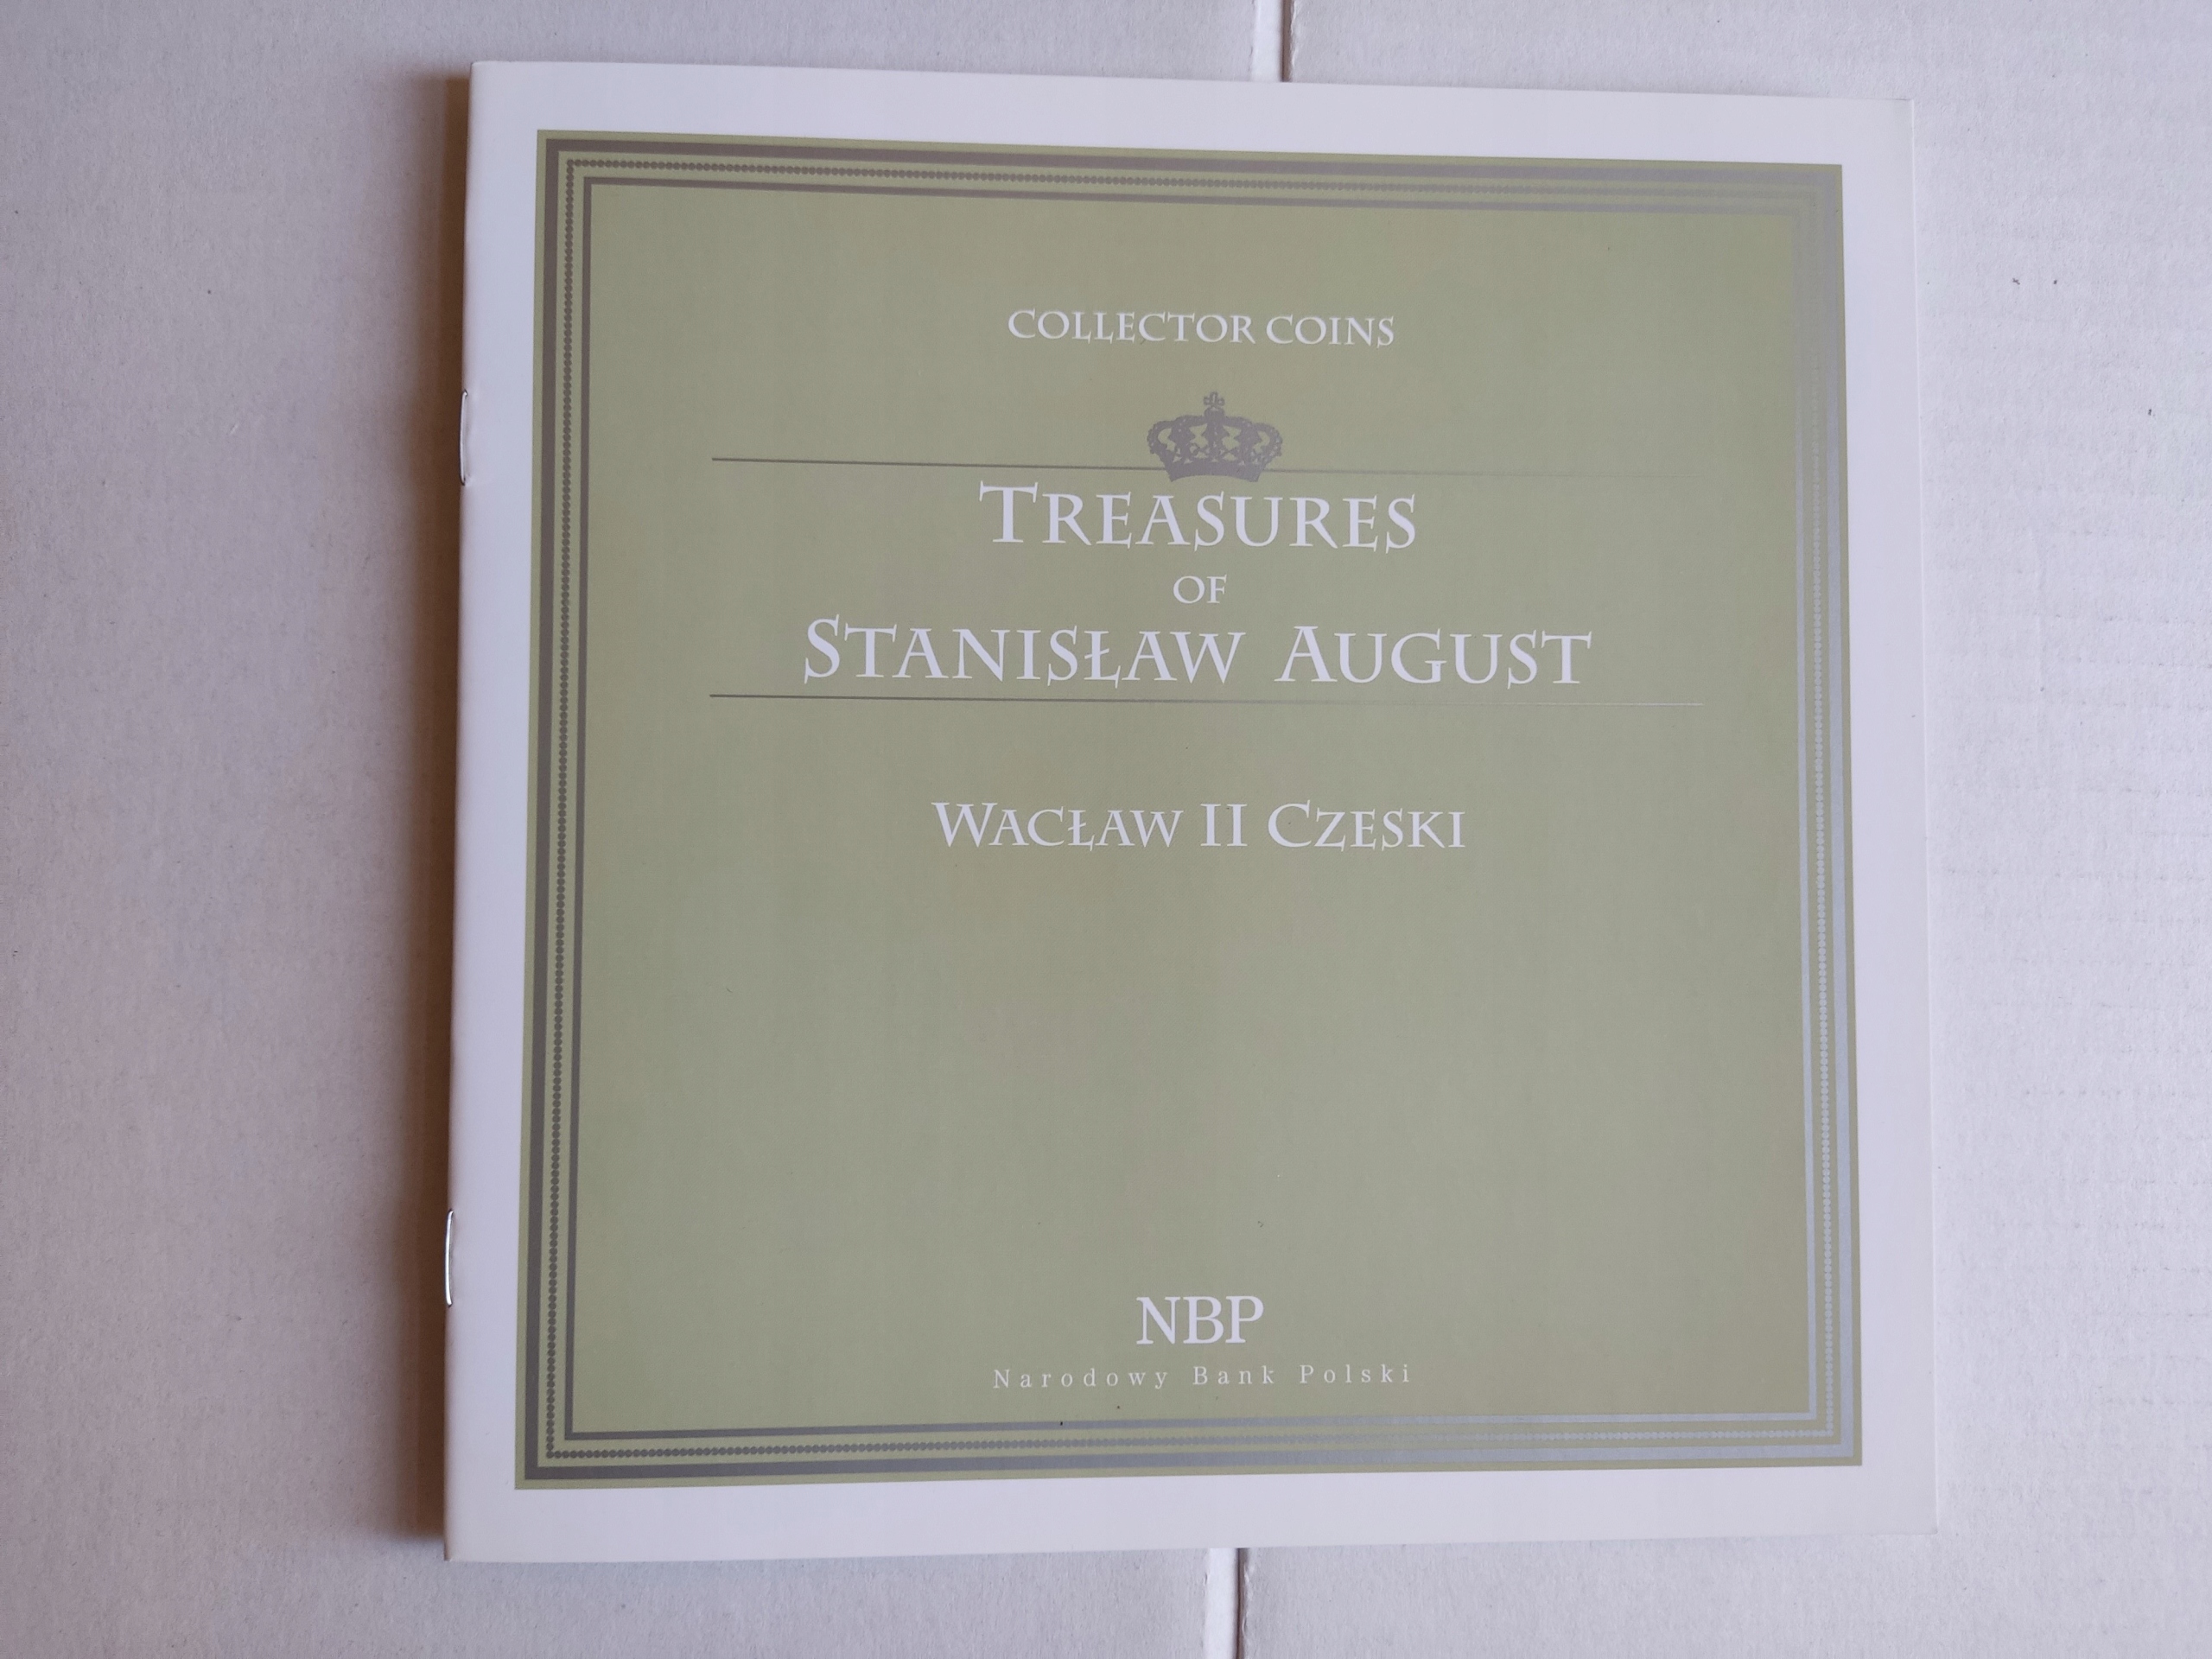 COLLECTOR COINS
TREASURES
OF
STANISŁAW AUGUST
WACŁAW II CZESKI
NBP
Narodowy Bank Polski